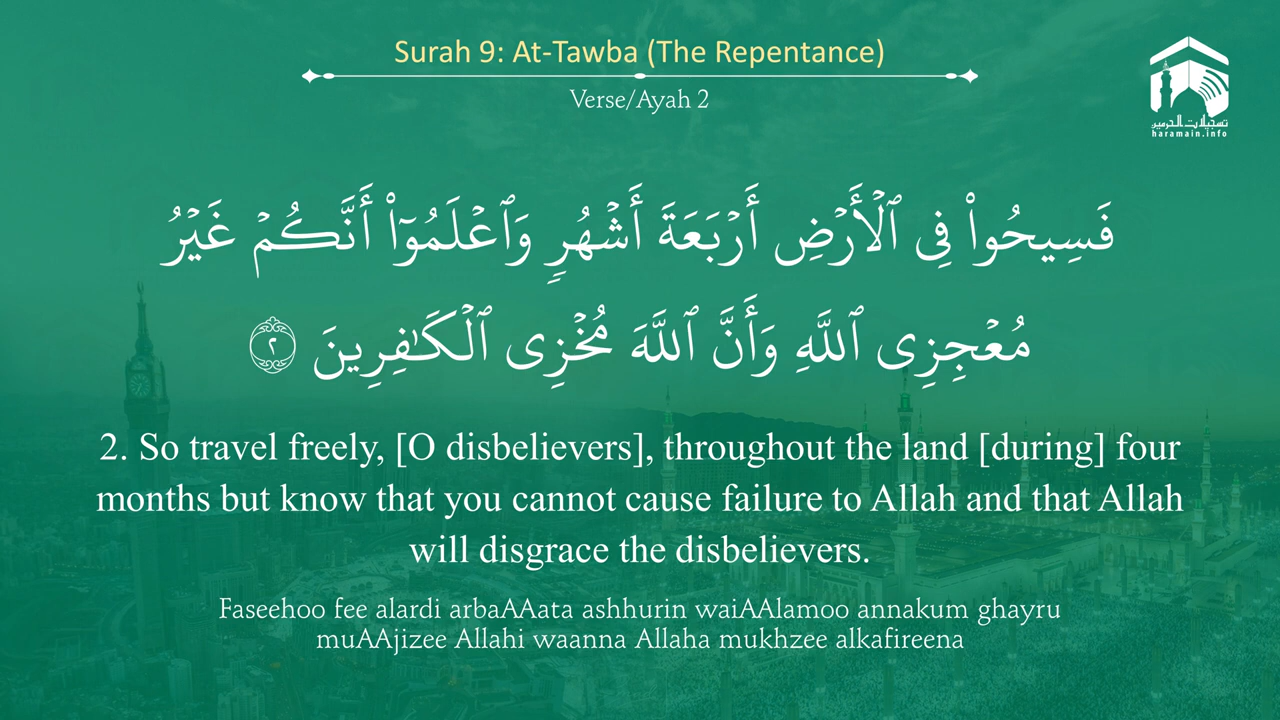 Surah 9: At-Tawba (The Repentance)
Verse/Ayah 2
تسجيلات الحرمين
haramain.info
فَسِيحُوا۟ فِى ٱلْأَرْضِ أَرْبَعَةَ أَشْهُرٍ وَٱعْلَمُوٓا۟ أَنَّكُمْ غَيْرُ
مُعْجِزِى ٱللَّهِ وَأَنَّ ٱللَّهَ مُخْزِى ٱلْكَـٰفِرِينَ ٢
2. So travel freely, [O disbelievers], throughout the land [during] four
months but know that you cannot cause failure to Allah and that Allah
will disgrace the disbelievers.
Faseehoo fee alardi arbaAAata ashhurin waiAAlamoo annakum ghayru
muAAjizee Allahi waanna Allaha mukhzee alkafireena